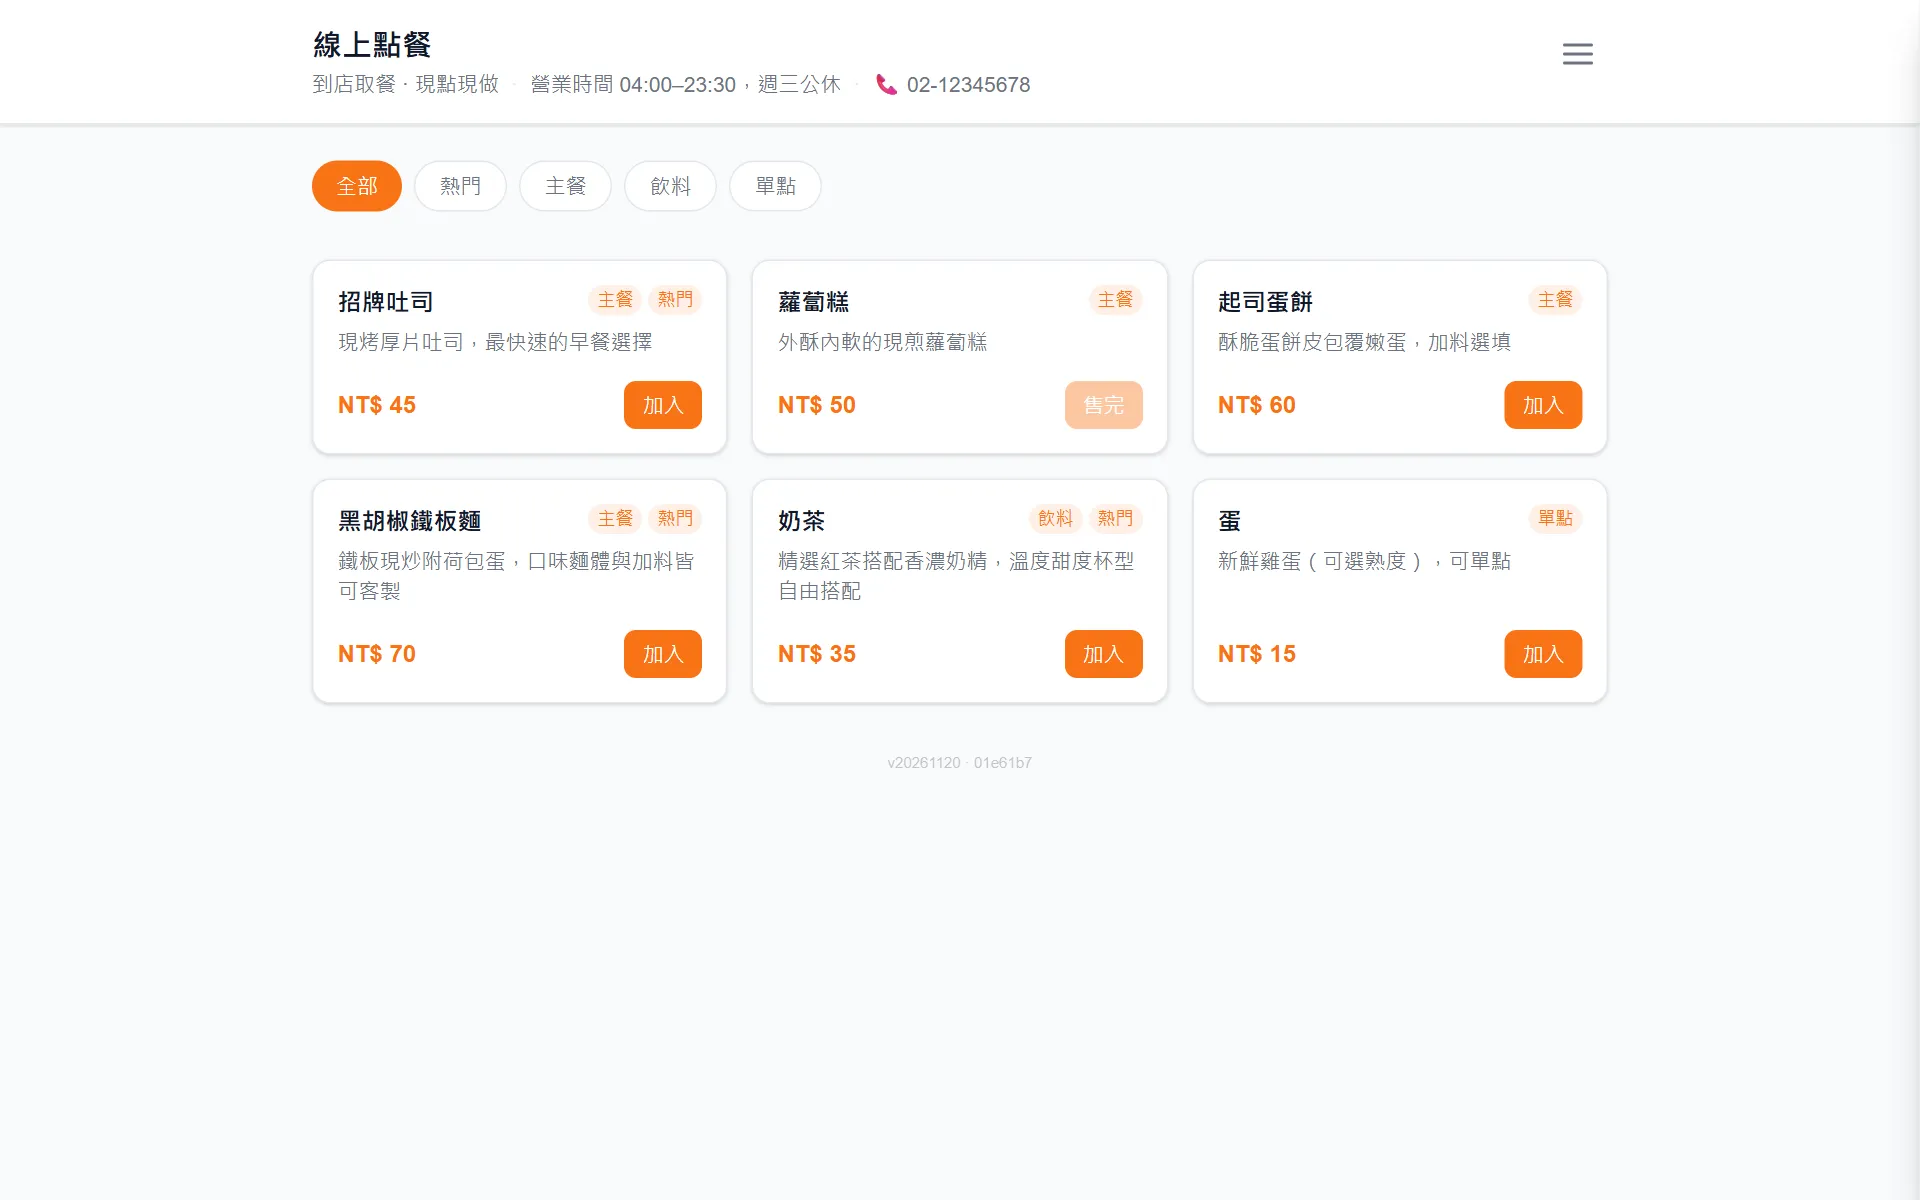 線上點餐
到店取餐 · 現點現做 · 營業時間 04:00–23:30，週三公休 · 📞 02-12345678
全部 熱門 主餐 飲料 單點
招牌吐司 主餐 熱門
現烤厚片吐司，最快速的早餐選擇
NT$ 45 加入
蘿蔔糕 主餐
外酥內軟的現煎蘿蔔糕
NT$ 50 售完
起司蛋餅 主餐
酥脆蛋餅皮包覆嫩蛋，加料選填
NT$ 60 加入
黑胡椒鐵板麵 主餐 熱門
鐵板現炒附荷包蛋，口味麵體與加料皆
可客製
NT$ 70 加入
奶茶 飲料 熱門
精選紅茶搭配香濃奶精，溫度甜度杯型
自由搭配
NT$ 35 加入
蛋 單點
新鮮雞蛋（可選熟度），可單點
NT$ 15 加入
v20261120 · 01e61b7